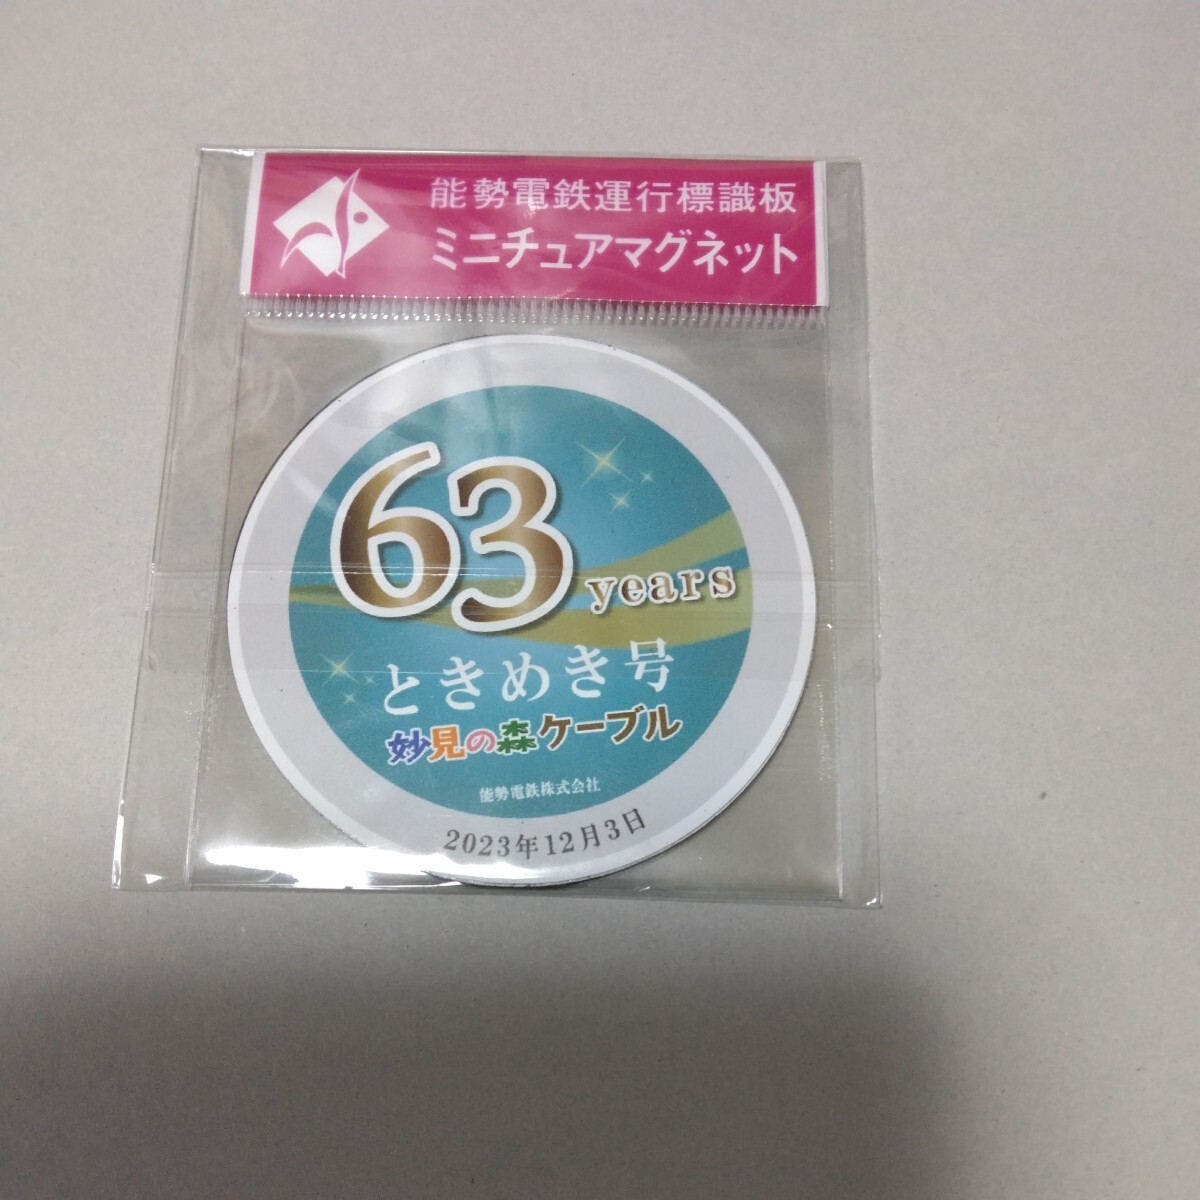 能勢電鉄運行標識板
ミニチュアマグネット
63 years
ときめき号
妙見の森ケーブル
能勢電鉄株式会社
2023年12月3日